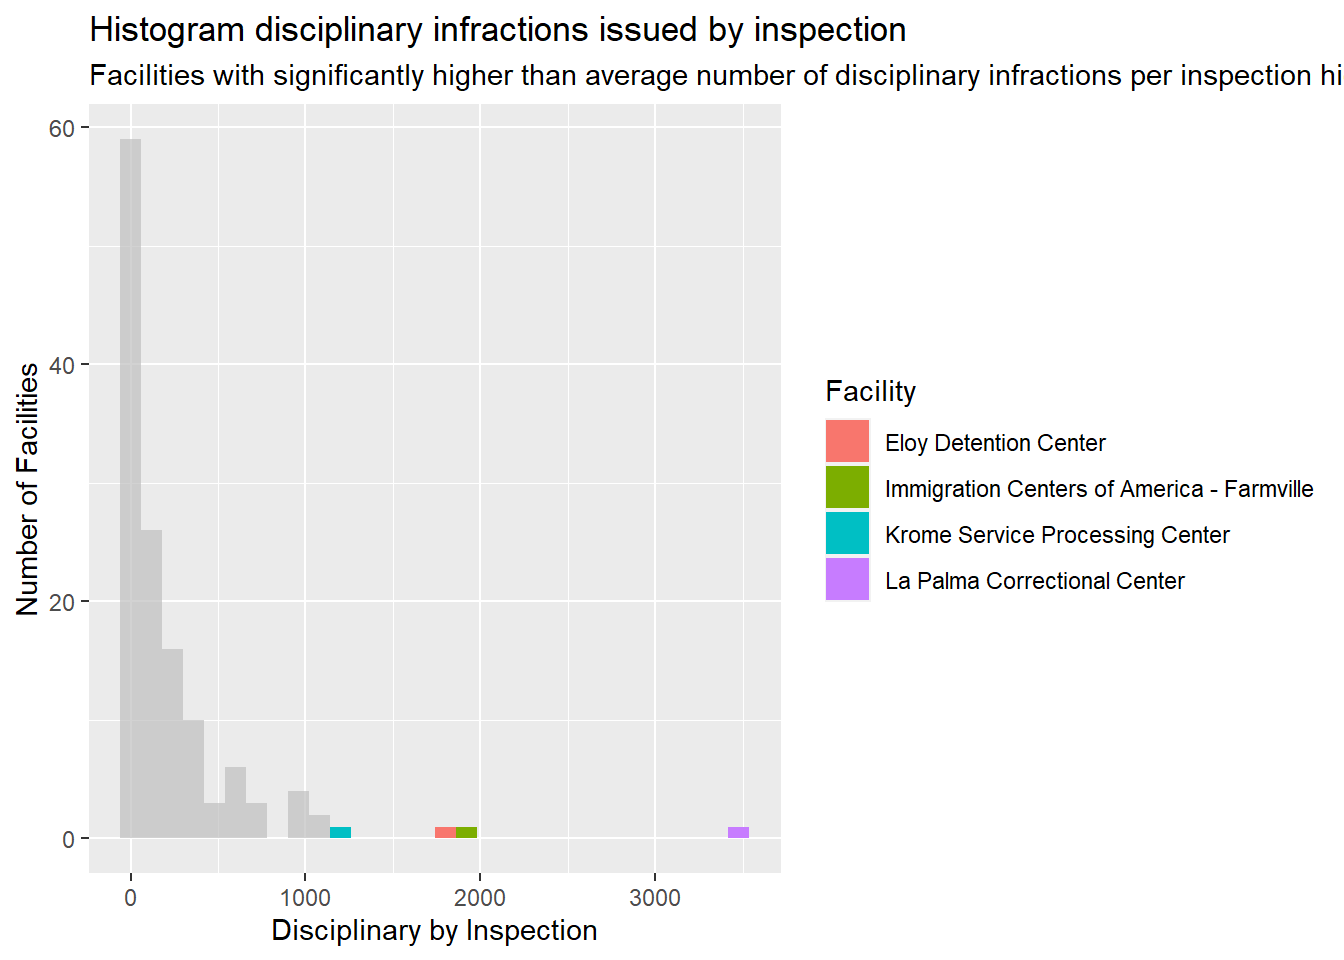 Histogram disciplinary infractions issued by inspection
Facilities with significantly higher than average number of disciplinary infractions per inspection hi
60
40
20
0
Number of Facilities
0 1000 2000 3000
Disciplinary by Inspection
Facility
Eloy Detention Center
Immigration Centers of America - Farmville
Krome Service Processing Center
La Palma Correctional Center